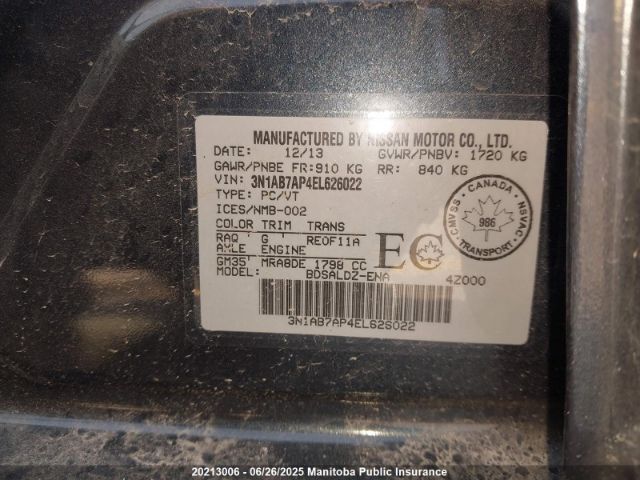 MANUFACTURED BY NISSAN MOTOR CO., LTD.
DATE: 12/13 GVWR/PNBV: 1720 KG
GAWR/PNBE FR: 910 KG RR: 840 KG
VIN: 3N1AB7AP4EL626022
TYPE: PC/VT
ICES/NMB-002
COLOR TRIM TRANS
RAQ G RE0F11A
AXLE ENGINE
GM35 MRA8DE 1798 CC
MODEL: BDSALDZ-ENA
EC
4Z000
CANADA
CMVSS NSVAC
986
TRANSPORT
3N1AB7AP4EL626022
20213006 - 06/26/2025 Manitoba Public Insurance